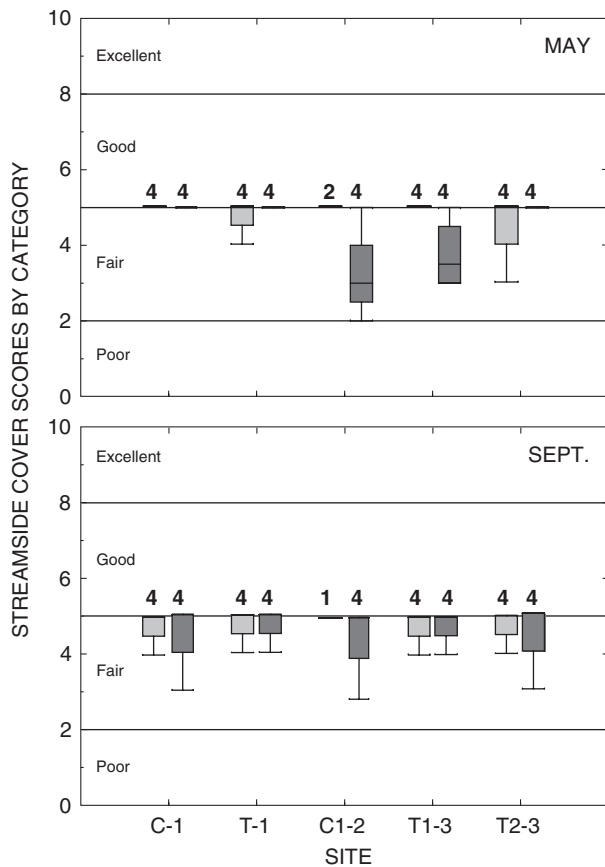 STREAMSIDE COVER SCORES BY CATEGORY
10
MAY
Excellent
8
Good
6
4 4 4 4 2 4 4 4 4 4
4
Fair
2
Poor
0
10
SEPT.
Excellent
8
Good
6
4 4 4 4 1 4 4 4 4 4
4
Fair
2
Poor
0
C-1 T-1 C1-2 T1-3 T2-3
SITE